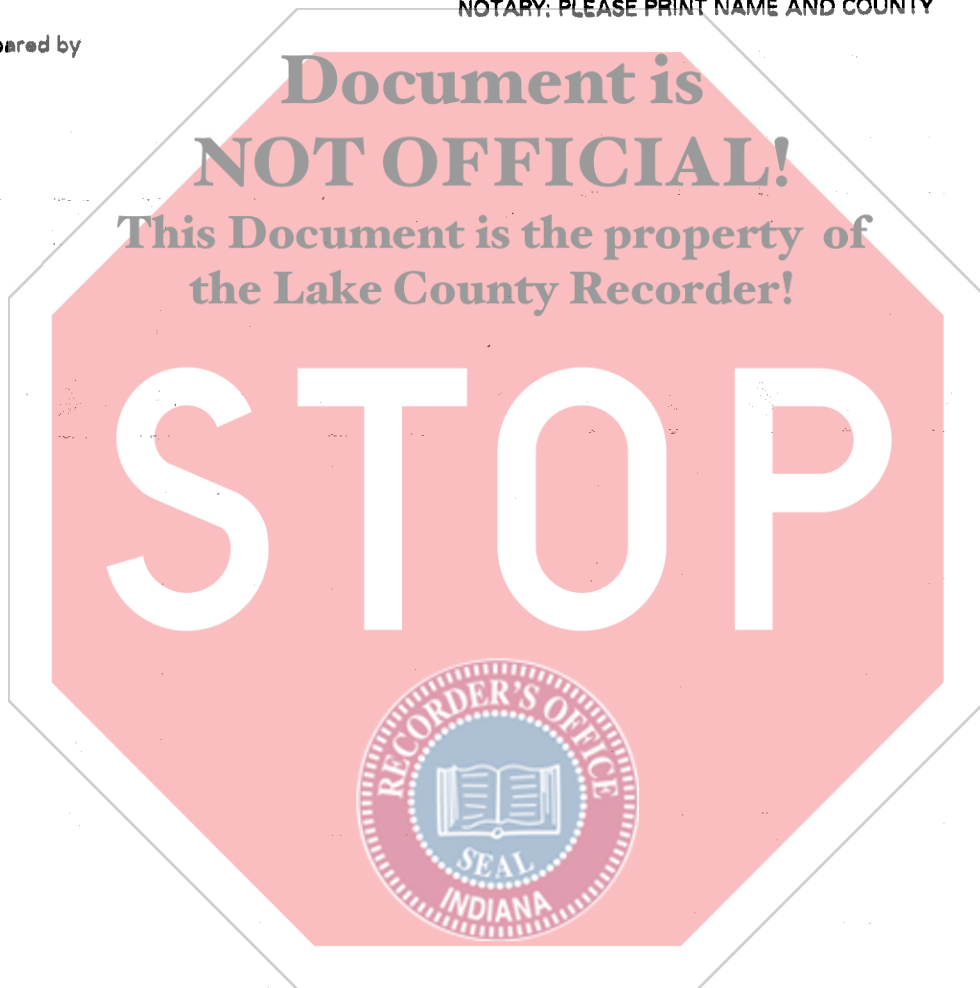 NOTARY: PLEASE PRINT NAME AND COUNTY
ared by
Document is
NOT OFFICIAL!
This Document is the property of
the Lake County Recorder!
STOP
RECORDER'S OFFICE
SEAL
INDIANA